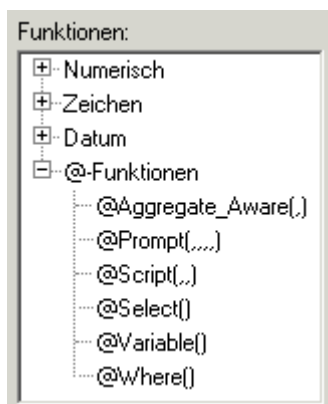 Funktionen:
Numerisch
Zeichen
Datum
@-Funktionen
@Aggregate_Aware(,)
@Prompt(,,,,)
@Script(,,)
@Select()
@Variable()
@Where()